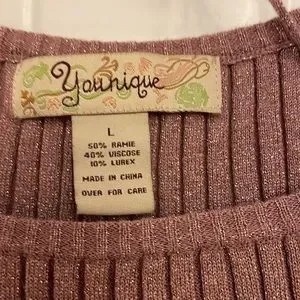 Younique
L
50% RAMIE
40% VISCOSE
10% LUREX
MADE IN CHINA
OVER FOR CARE